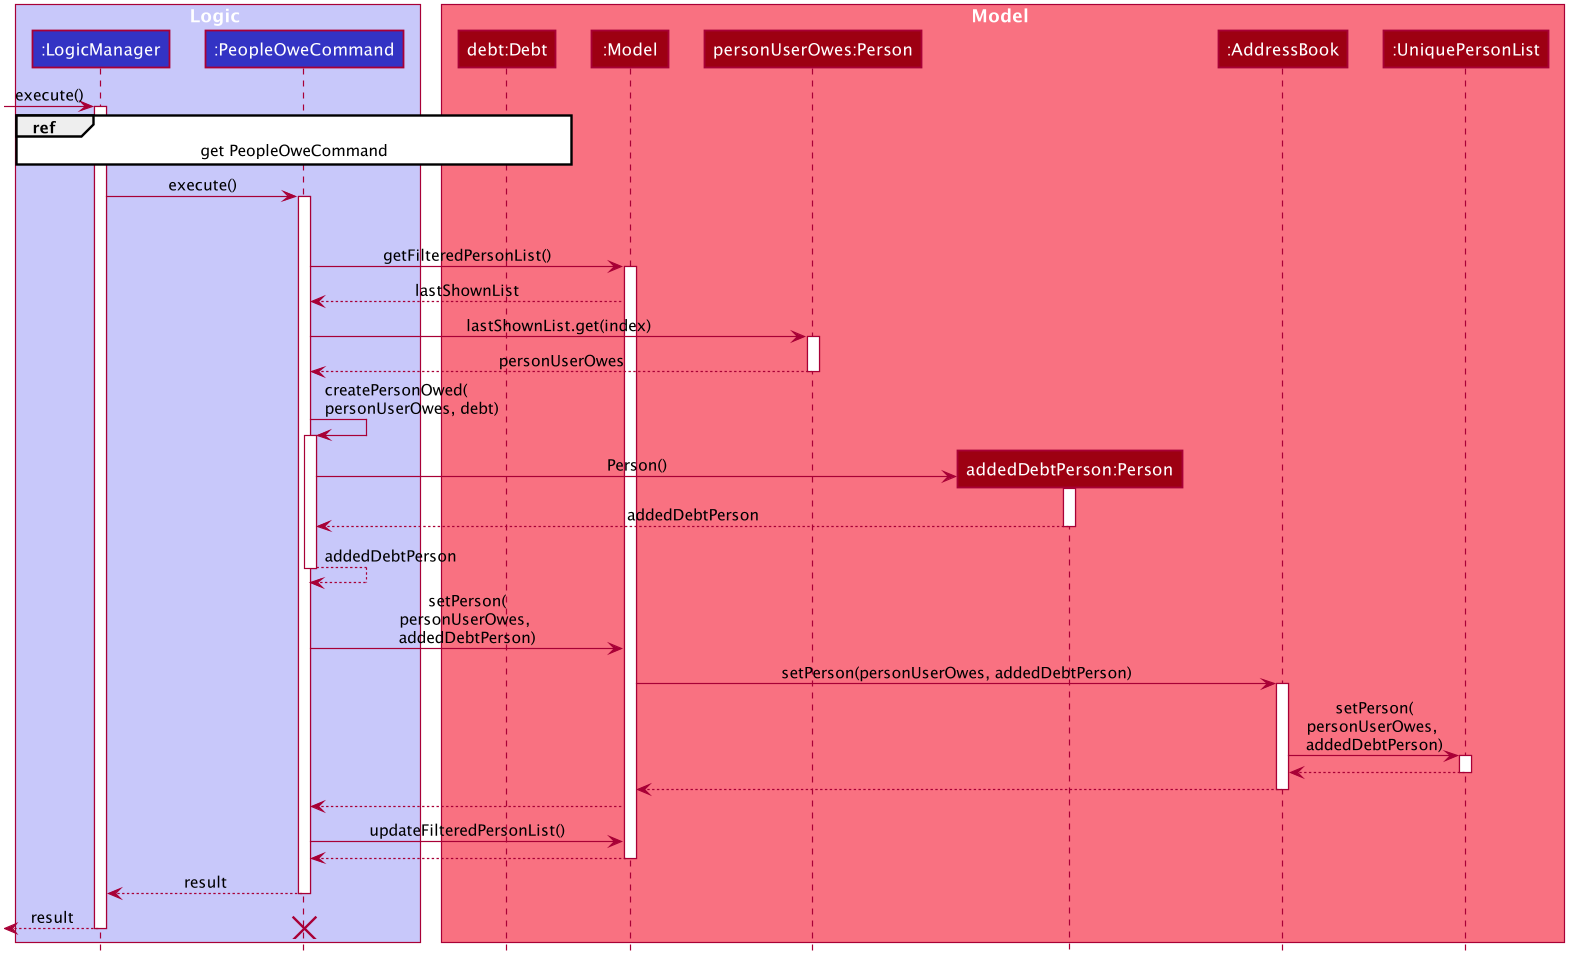 Logic
Model
:LogicManager
:PeopleOweCommand
debt:Debt
:Model
personUserOwes:Person
:AddressBook
:UniquePersonList
execute()
ref
get PeopleOweCommand
execute()
getFilteredPersonList()
lastShownList
lastShownList.get(index)
personUserOwes
createPersonOwed(
personUserOwes, debt)
Person()
addedDebtPerson:Person
addedDebtPerson
addedDebtPerson
setPerson(
personUserOwes,
addedDebtPerson)
setPerson(personUserOwes, addedDebtPerson)
setPerson(
personUserOwes,
addedDebtPerson)
updateFilteredPersonList()
result
result